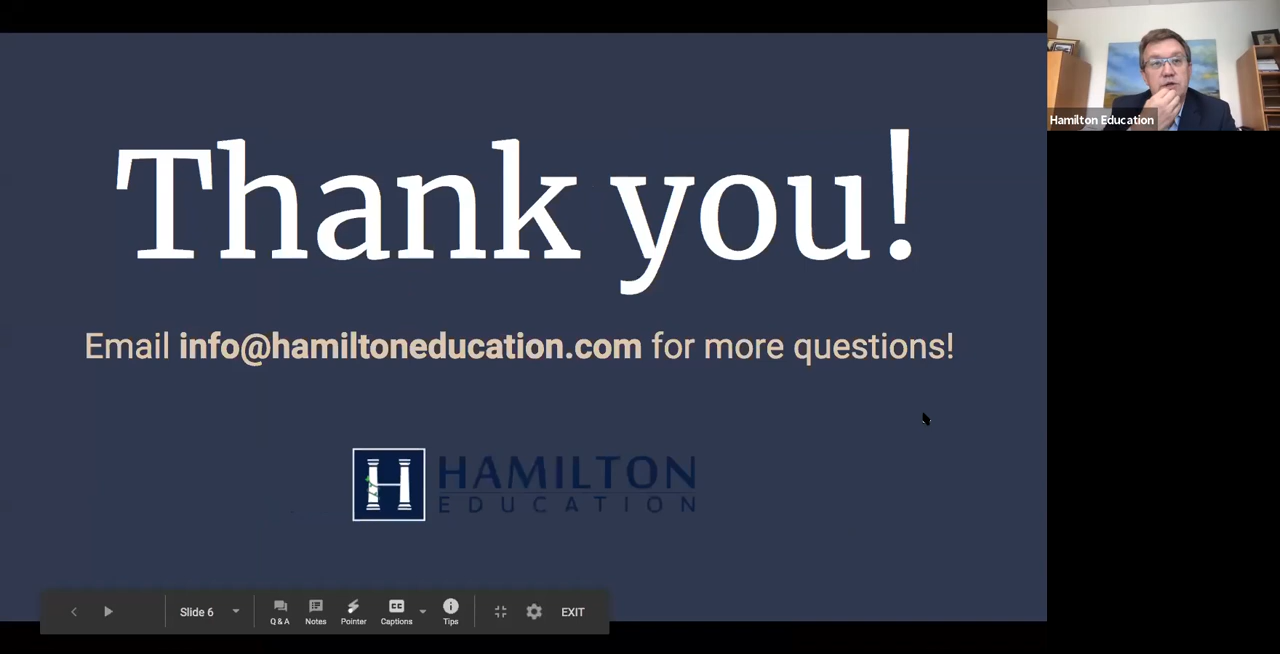 Thank you!
Email info@hamiltoneducation.com for more questions!
H HAMILTON
EDUCATION
Hamilton Education
Slide 6
Q & A
Notes
Pointer
CC
Captions
Tips
EXIT